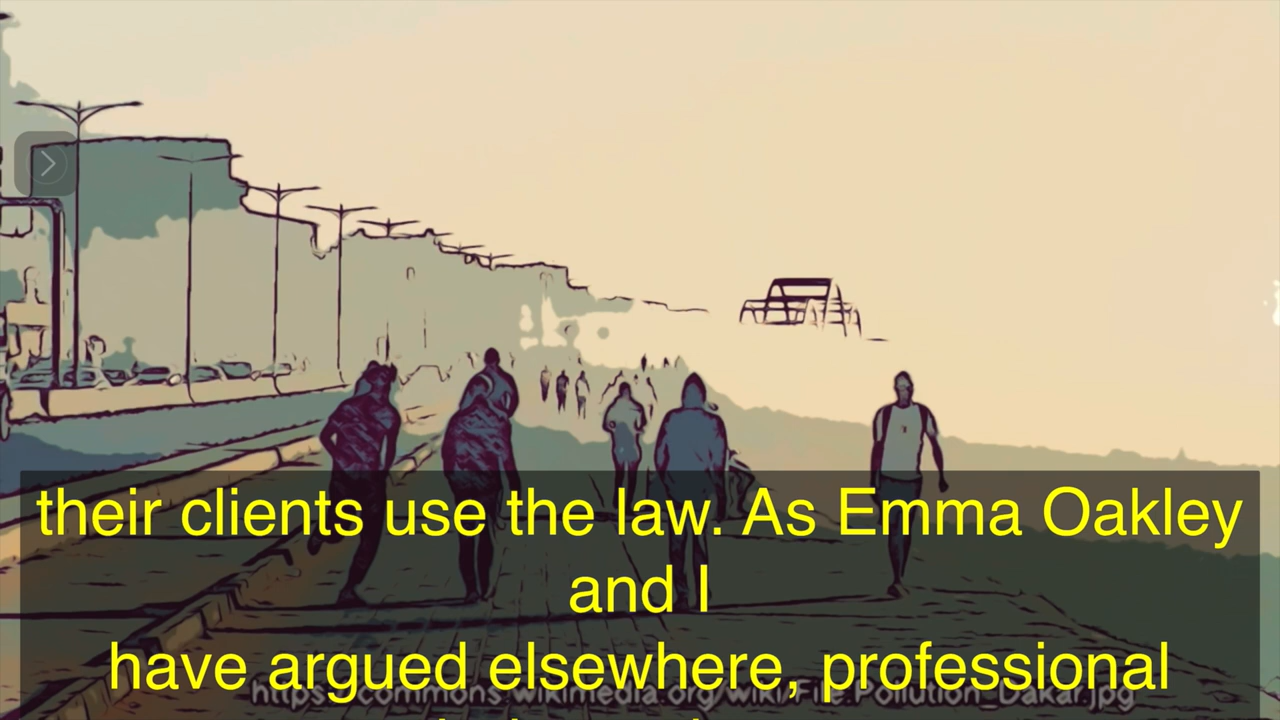 their clients use the law. As Emma Oakley
and I
have argued elsewhere, professional
https://commons.wikimedia.org/wiki/File:Pollution_Dakar.jpg